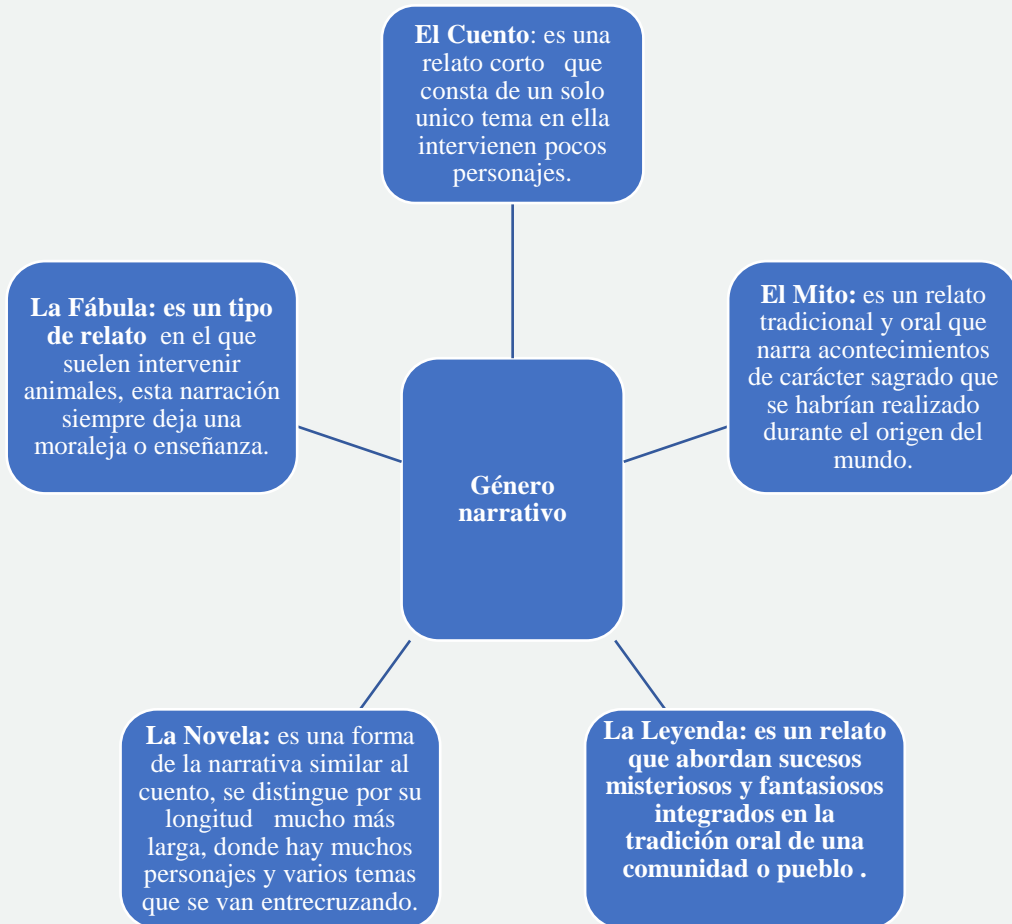 El Cuento: es una
relato corto que
consta de un solo
unico tema en ella
intervienen pocos
personajes.
La Fábula: es un tipo
de relato en el que
suelen intervenir
animales, esta narración
siempre deja una
moraleja o enseñanza.
El Mito: es un relato
tradicional y oral que
narra acontecimientos
de carácter sagrado que
se habrían realizado
durante el origen del
mundo.
Género
narrativo
La Novela: es una forma
de la narrativa similar al
cuento, se distingue por su
longitud mucho más
larga, donde hay muchos
personajes y varios temas
que se van entrecruzando.
La Leyenda: es un relato
que abordan sucesos
misteriosos y fantasiosos
integrados en la
tradición oral de una
comunidad o pueblo .